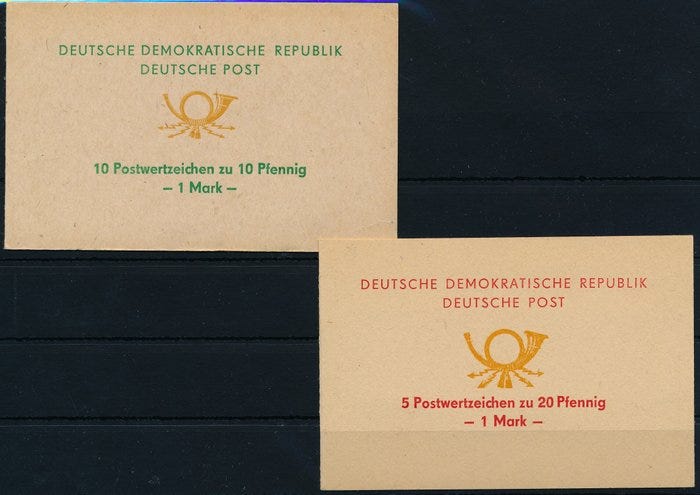 DEUTSCHE DEMOKRATISCHE REPUBLIK
DEUTSCHE POST
10 Postwertzeichen zu 10 Pfennig
– 1 Mark –
DEUTSCHE DEMOKRATISCHE REPUBLIK
DEUTSCHE POST
5 Postwertzeichen zu 20 Pfennig
– 1 Mark –